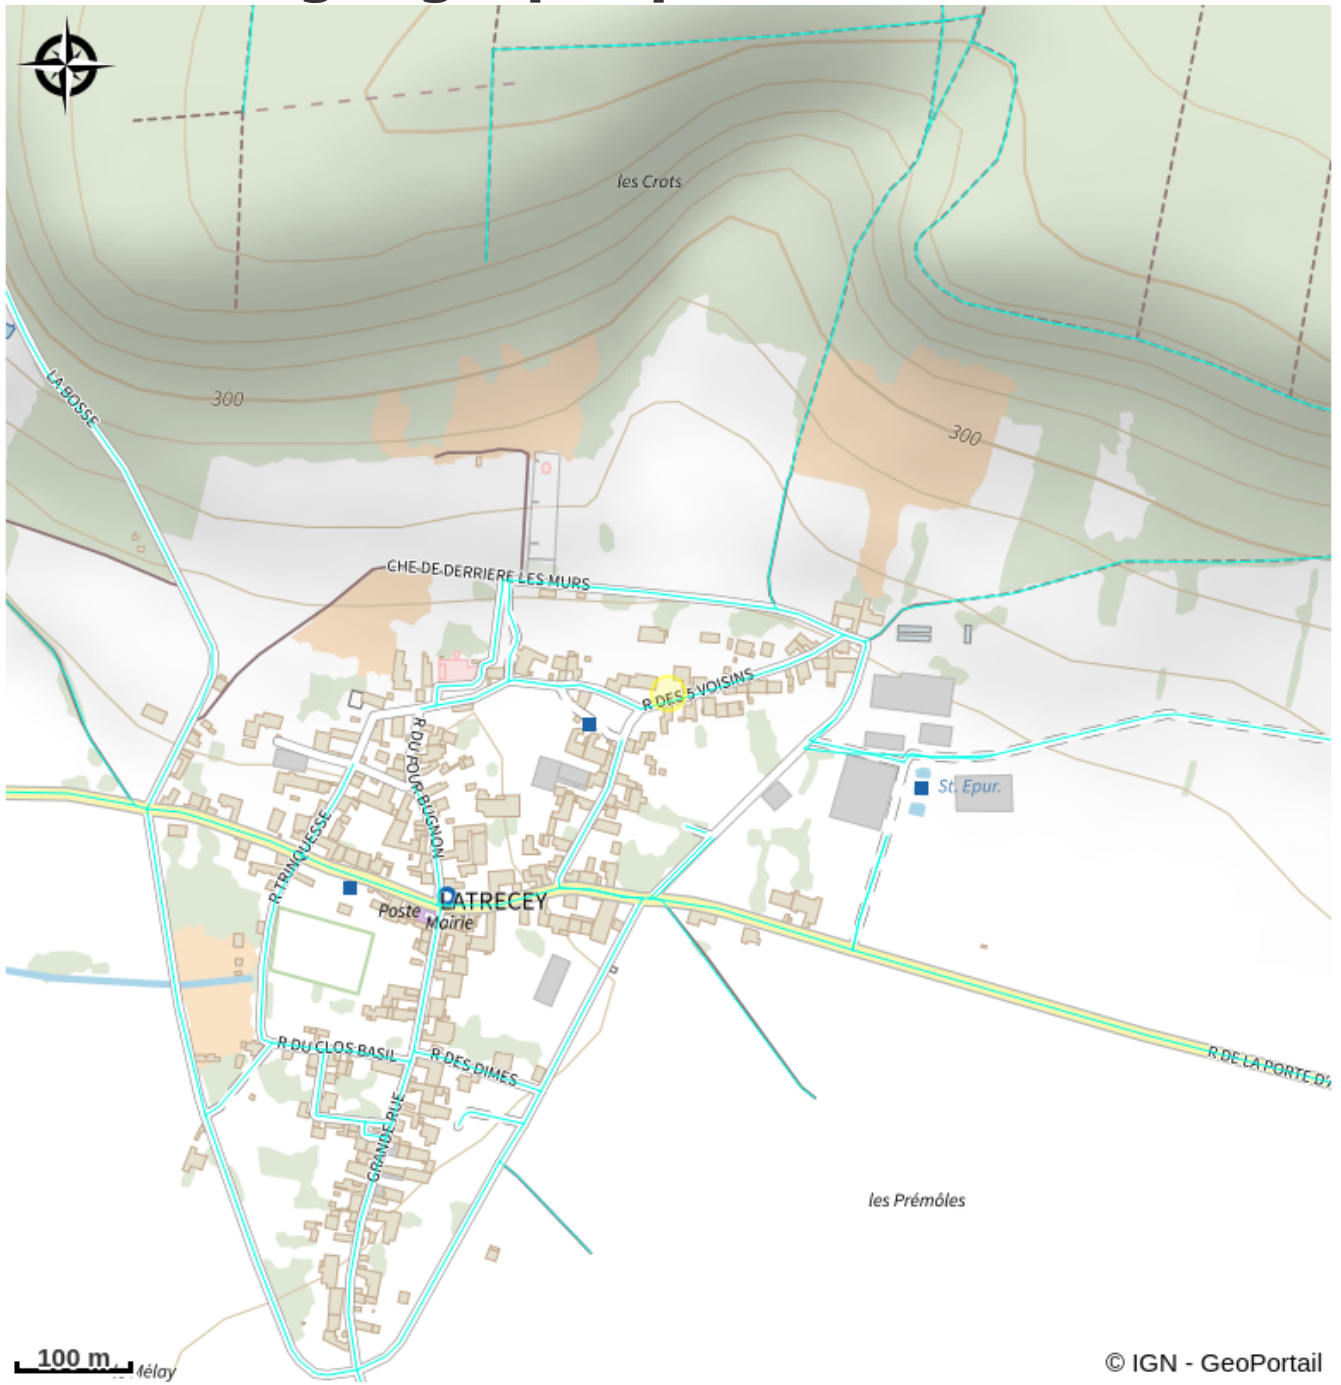 les Crots
LA BOSSE
300
300
CHE DE DERRIERE LES MURS
R DES 5 VOISINS
R DU FOUR BUGNON
St. Epur.
R TRINQUESSE
LATRECEY
Poste
Mairie
R DU CLOS BASIL
R DES DIMES
R DE LA PORTE D'
GRANDE RUE
les Prémôles
100 m
Mélay
© IGN - GeoPortail